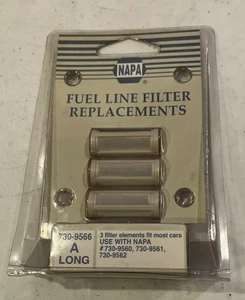 NAPA
FUEL LINE FILTER
REPLACEMENTS
730-9566
A
LONG
3 filter elements fit most cars
USE WITH NAPA
#730-9560, 730-9561,
730-9562